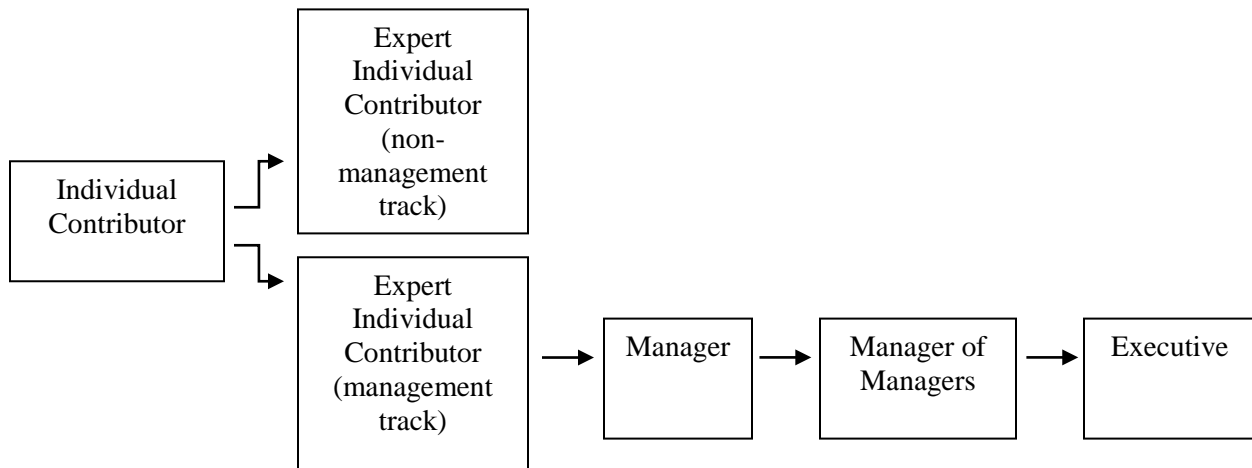 Expert
Individual
Contributor
(non-
management
track)
Individual
Contributor
Expert
Individual
Contributor
(management
track)
Manager
Manager of
Managers
Executive